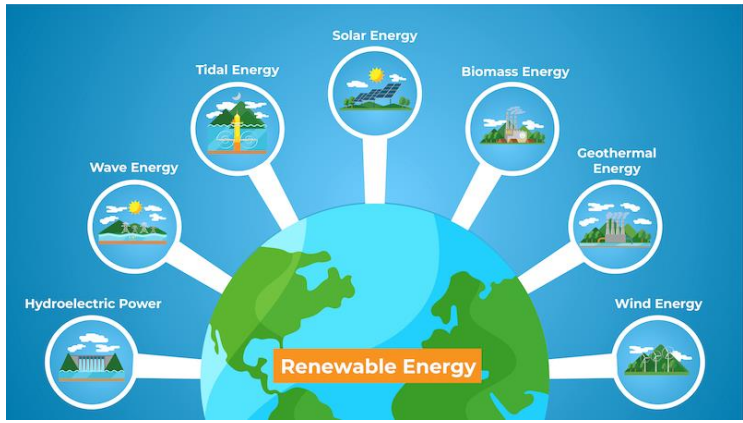 Solar Energy
Tidal Energy
Biomass Energy
Wave Energy
Geothermal
Energy
Hydroelectric Power
Wind Energy
Renewable Energy